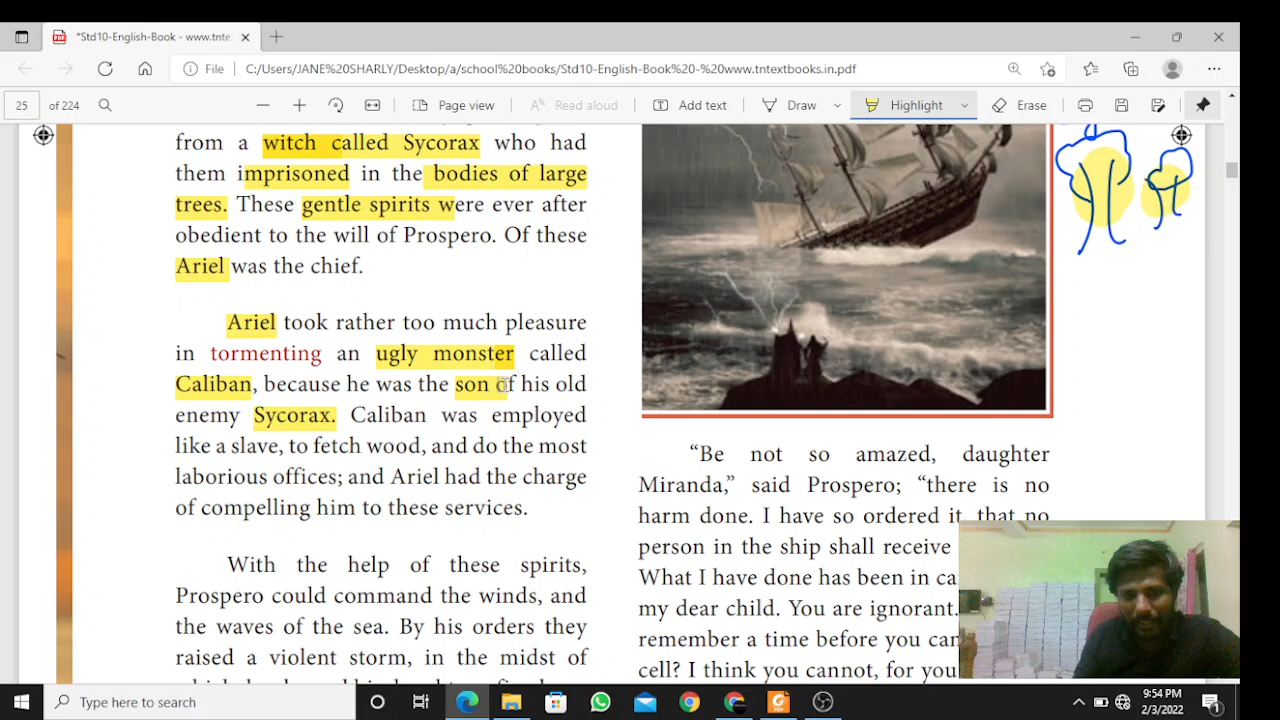 *Std10-English-Book - www.tnte
File
C:/Users/JANE%20SHARLY/Desktop/a/school%20books/Std10-English-Book%20-%20www.tntextbooks.in.pdf
25
of 224
Page view
Read aloud
Add text
Draw
Highlight
Erase
from a witch called Sycorax who had
them imprisoned in the bodies of large
trees. These gentle spirits were ever after
obedient to the will of Prospero. Of these
Ariel was the chief.
Ariel took rather too much pleasure
in tormenting an ugly monster called
Caliban, because he was the son of his old
enemy Sycorax. Caliban was employed
like a slave, to fetch wood, and do the most
laborious offices; and Ariel had the charge
of compelling him to these services.
With the help of these spirits,
Prospero could command the winds, and
the waves of the sea. By his orders they
raised a violent storm, in the midst of
“Be not so amazed, daughter
Miranda,” said Prospero; “there is no
harm done. I have so ordered it, that no
person in the ship shall receive
What I have done has been in ca
my dear child. You are ignorant
remember a time before you can
cell? I think you cannot, for you
Type here to search
9:54 PM
2/3/2022